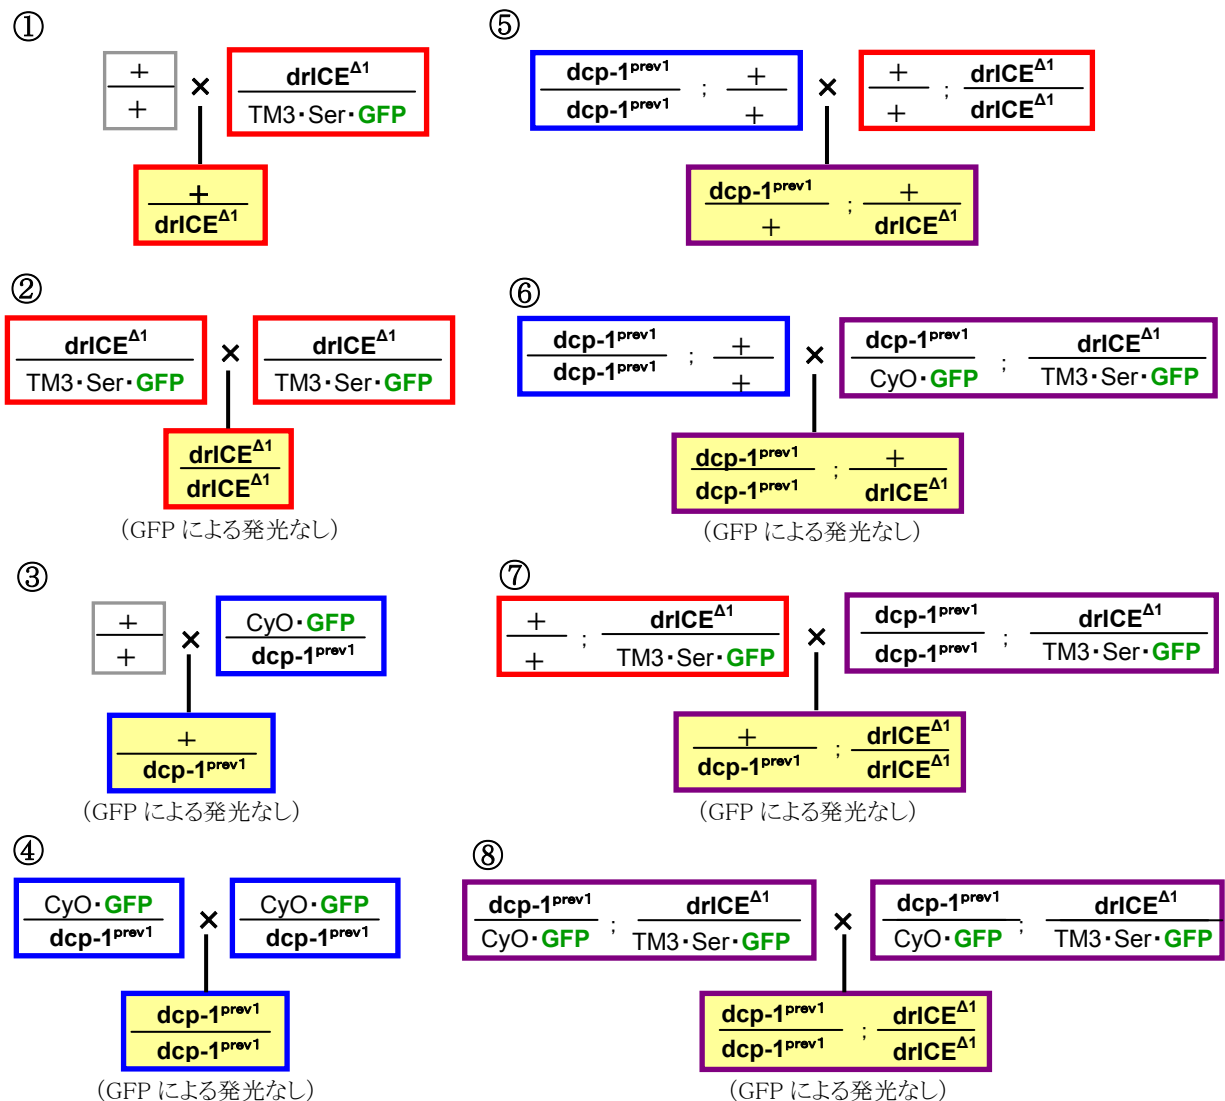 ①
+
+
×
drICE^Δ1
TM3・Ser・GFP
+
drICE^Δ1
②
drICE^Δ1
TM3・Ser・GFP
×
drICE^Δ1
TM3・Ser・GFP
drICE^Δ1
drICE^Δ1
(GFP による発光なし)
③
+
+
×
CyO・GFP
dcp-1^prev1
+
dcp-1^prev1
(GFP による発光なし)
④
CyO・GFP
dcp-1^prev1
×
CyO・GFP
dcp-1^prev1
dcp-1^prev1
dcp-1^prev1
(GFP による発光なし)
⑤
dcp-1^prev1 ; +
dcp-1^prev1 +
×
+ ; drICE^Δ1
+ drICE^Δ1
dcp-1^prev1 ; +
+ drICE^Δ1
⑥
dcp-1^prev1 ; +
dcp-1^prev1 +
×
dcp-1^prev1 ; drICE^Δ1
CyO・GFP TM3・Ser・GFP
dcp-1^prev1 ; +
dcp-1^prev1 drICE^Δ1
(GFP による発光なし)
⑦
+ ; drICE^Δ1
+ TM3・Ser・GFP
×
dcp-1^prev1 ; drICE^Δ1
dcp-1^prev1 TM3・Ser・GFP
+ ; drICE^Δ1
dcp-1^prev1 drICE^Δ1
(GFP による発光なし)
⑧
dcp-1^prev1 ; drICE^Δ1
CyO・GFP TM3・Ser・GFP
×
dcp-1^prev1 ; drICE^Δ1
CyO・GFP TM3・Ser・GFP
dcp-1^prev1 ; drICE^Δ1
dcp-1^prev1 drICE^Δ1
(GFP による発光なし)